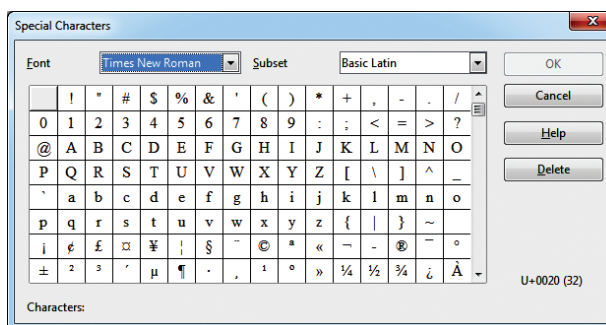 Special Characters
Font Times New Roman Subset Basic Latin OK
! " # $ % & ' ( ) * + , - . / Cancel
0 1 2 3 4 5 6 7 8 9 : ; < = > ?
@ A B C D E F G H I J K L M N O Help
P Q R S T U V W X Y Z [ \ ] ^ _ Delete
` a b c d e f g h i j k l m n o
p q r s t u v w x y z { | } ~
¡ ¢ £ ¤ ¥ ¦ § ¨ © ª « ¬ - ® ¯ °
± ² ³ ´ µ ¶ · ¸ ¹ º » ¼ ½ ¾ ¿ À
U+0020 (32)
Characters: